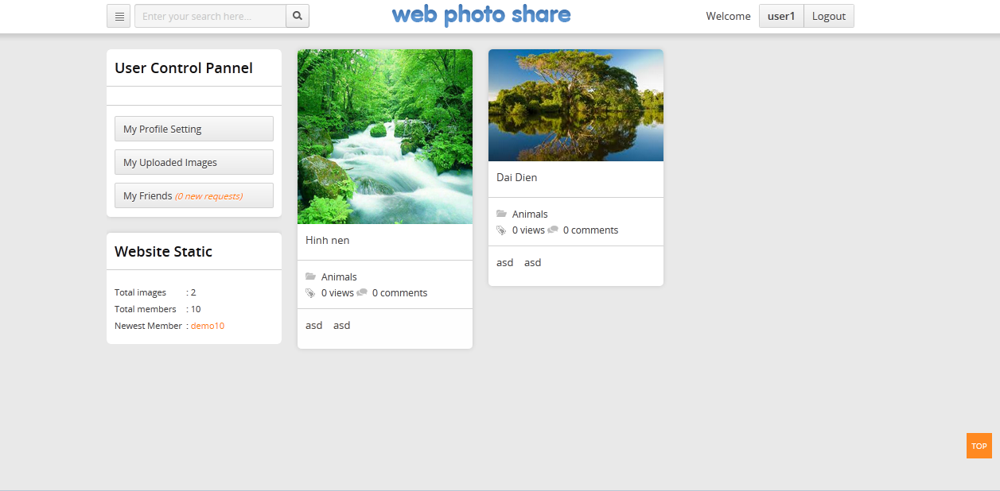 Enter your search here...
web photo share
Welcome user1 Logout
User Control Pannel
My Profile Setting
My Uploaded Images
My Friends (0 new requests)
Website Static
Total images : 2
Total members : 10
Newest Member : demo10
Hinh nen
Animals
0 views 0 comments
asd asd
Dai Dien
Animals
0 views 0 comments
asd asd
TOP